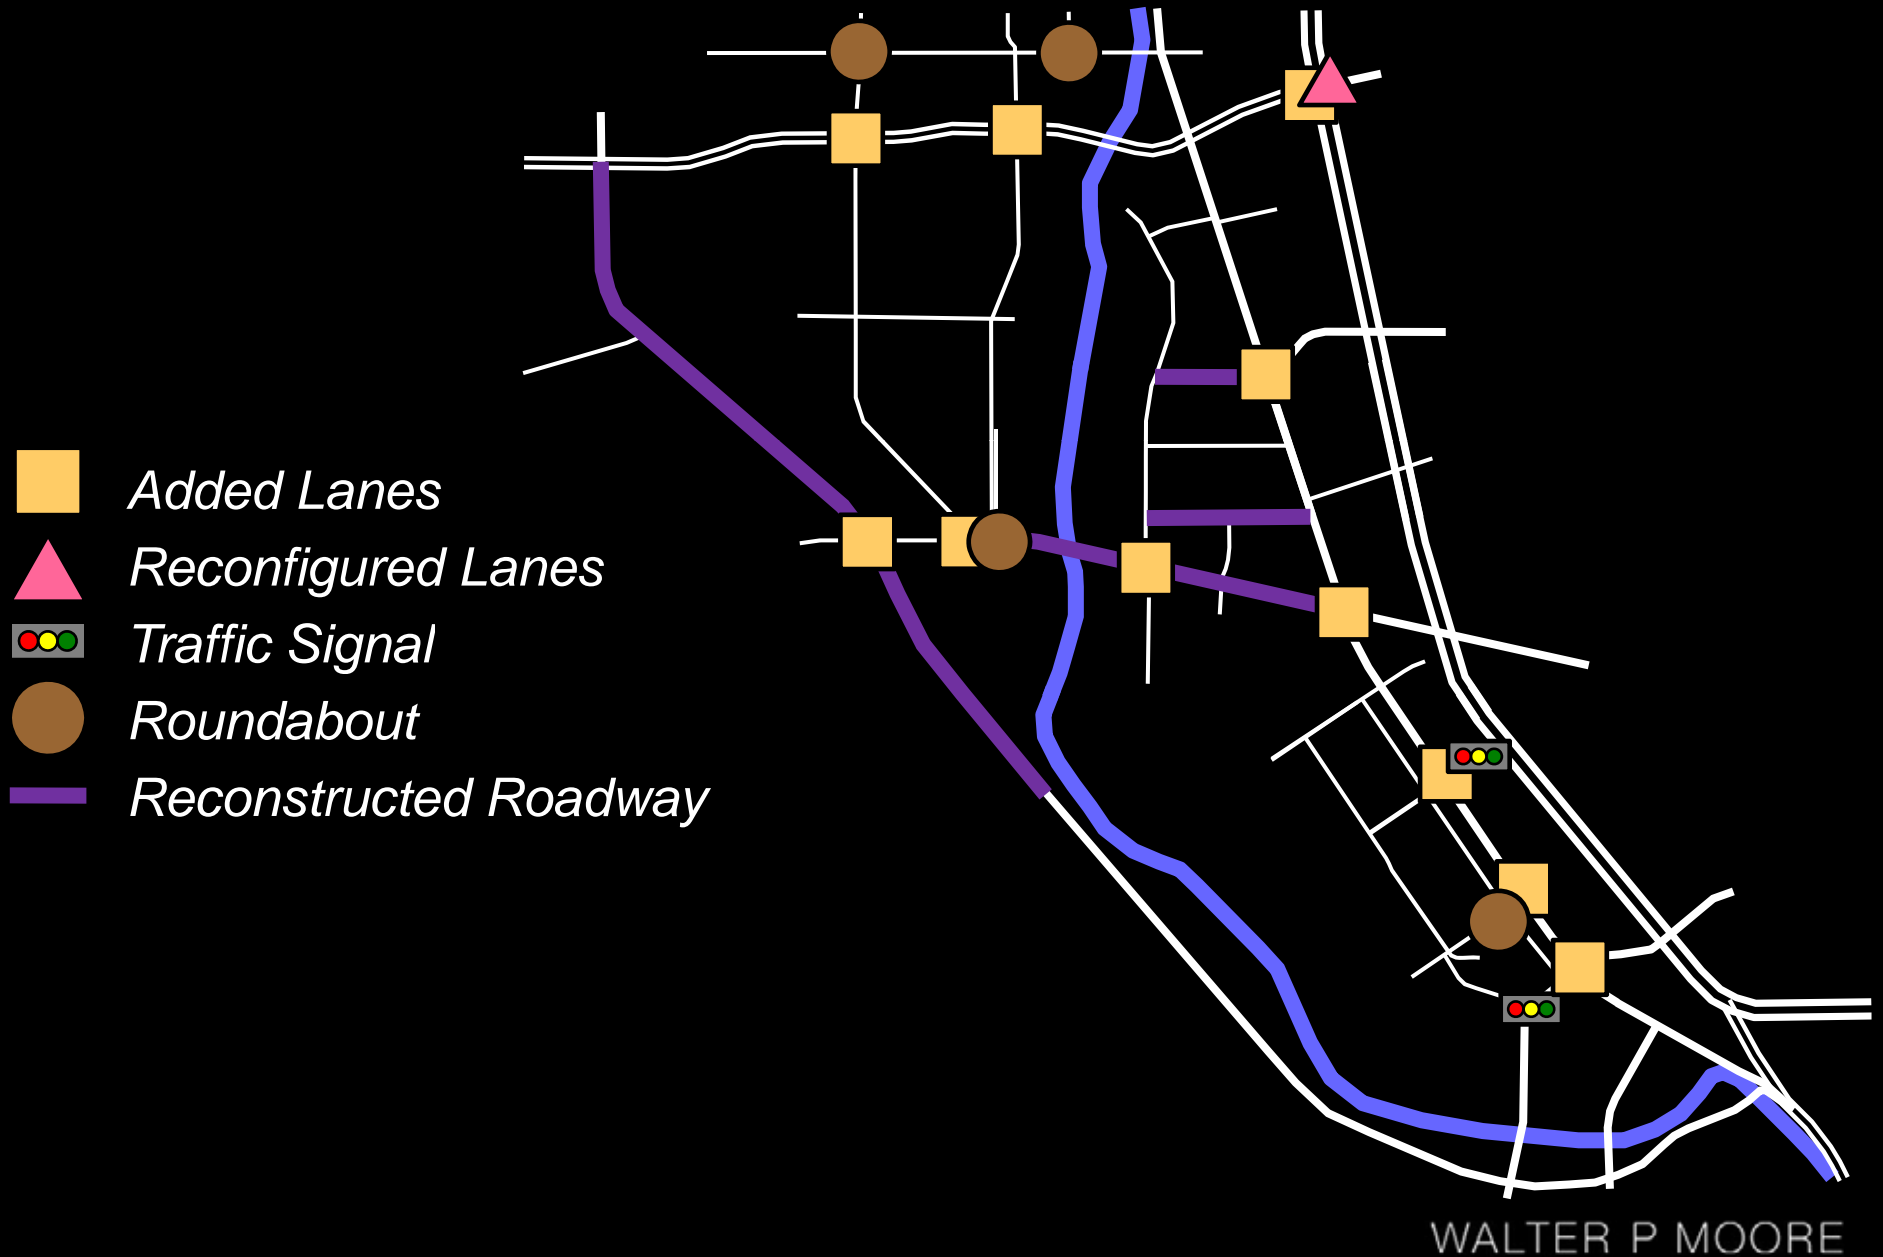 Added Lanes
Reconfigured Lanes
Traffic Signal
Roundabout
Reconstructed Roadway
WALTER P MOORE